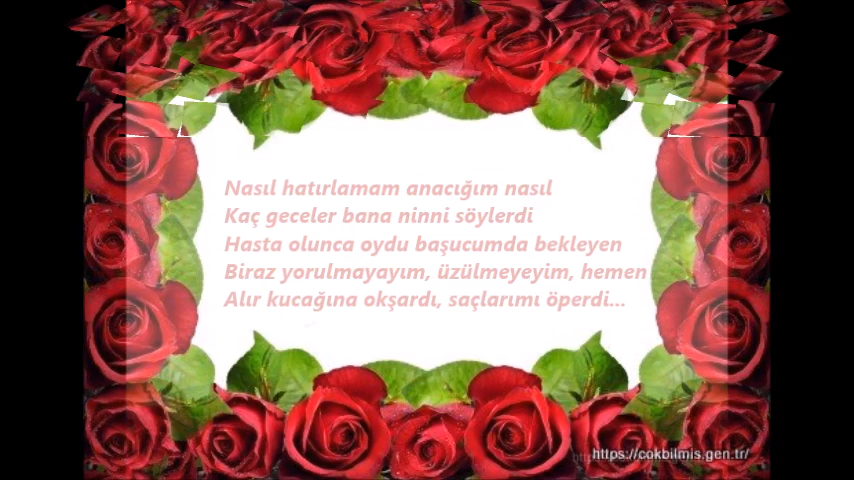 Nasıl hatırlamam anacığım nasıl
Kaç geceler bana ninni söylerdi
Hasta olunca oydu başucumda bekleyen
Biraz yorulmayayım, üzülmeyeyim, hemen
Alır kucağına okşardı, saçlarımı öperdi...
https://cokbilmis.gen.tr/